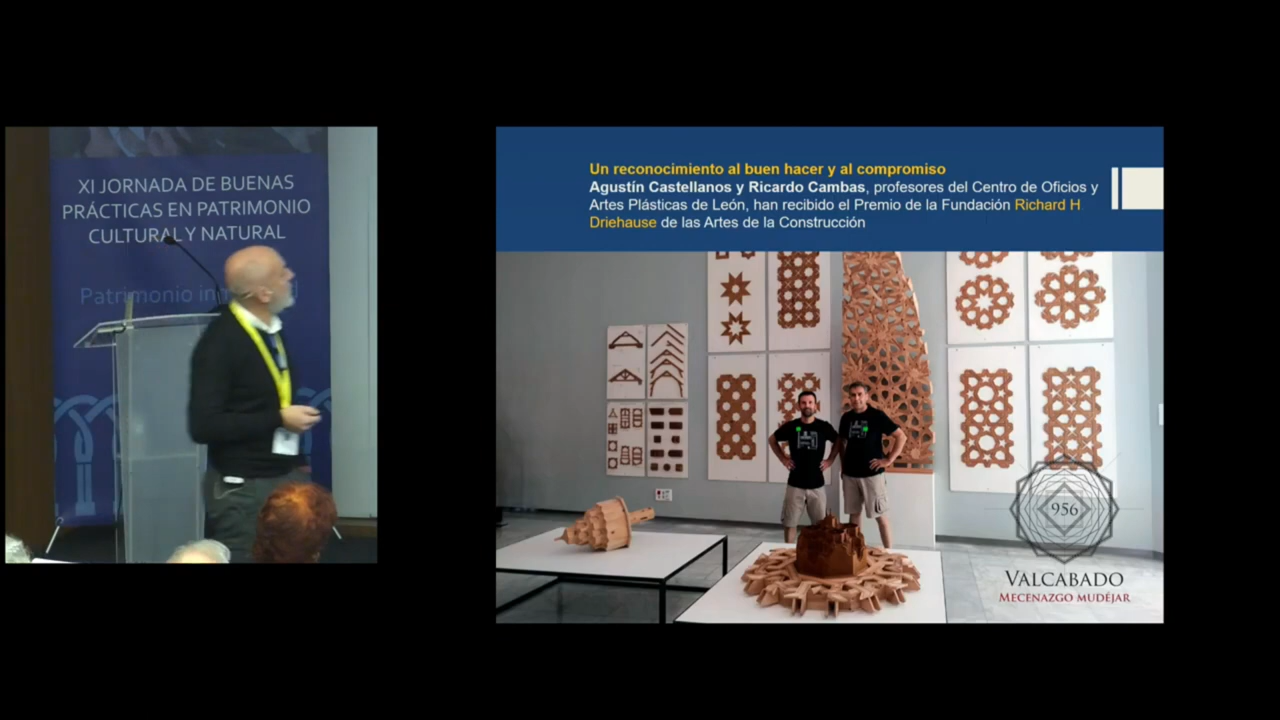 XI JORNADA DE BUENAS
PRÁCTICAS EN PATRIMONIO
CULTURAL Y NATURAL
Patrimonio
Un reconocimiento al buen hacer y al compromiso
Agustín Castellanos y Ricardo Cambas, profesores del Centro de Oficios y
Artes Plásticas de León, han recibido el Premio de la Fundación Richard H
Driehause de las Artes de la Construcción
956
VALCABADO
MECENAZGO MUDÉJAR